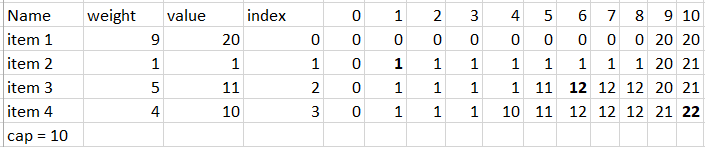 Name weight value index 0 1 2 3 4 5 6 7 8 9 10
item 1 9 20 0 0 0 0 0 0 0 0 0 0 20 20
item 2 1 1 1 0 1 1 1 1 1 1 1 1 20 21
item 3 5 11 2 0 1 1 1 1 11 12 12 12 20 21
item 4 4 10 3 0 1 1 1 10 11 12 12 12 21 22
cap = 10